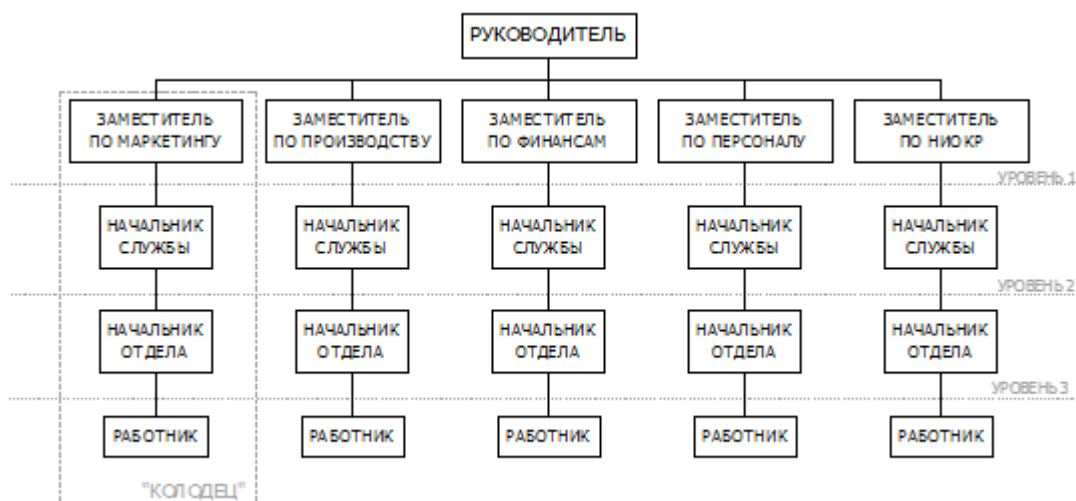 РУКОВОДИТЕЛЬ
ЗАМЕСТИТЕЛЬ
ПО МАРКЕТИНГУ
ЗАМЕСТИТЕЛЬ
ПО ПРОИЗВОДСТВУ
ЗАМЕСТИТЕЛЬ
ПО ФИНАНСАМ
ЗАМЕСТИТЕЛЬ
ПО ПЕРСОНАЛУ
ЗАМЕСТИТЕЛЬ
ПО НИОКР
УРОВЕНЬ 1
НАЧАЛЬНИК
СЛУЖБЫ
НАЧАЛЬНИК
СЛУЖБЫ
НАЧАЛЬНИК
СЛУЖБЫ
НАЧАЛЬНИК
СЛУЖБЫ
НАЧАЛЬНИК
СЛУЖБЫ
УРОВЕНЬ 2
НАЧАЛЬНИК
ОТДЕЛА
НАЧАЛЬНИК
ОТДЕЛА
НАЧАЛЬНИК
ОТДЕЛА
НАЧАЛЬНИК
ОТДЕЛА
НАЧАЛЬНИК
ОТДЕЛА
УРОВЕНЬ 3
РАБОТНИК
РАБОТНИК
РАБОТНИК
РАБОТНИК
РАБОТНИК
"КОЛОДЕЦ"